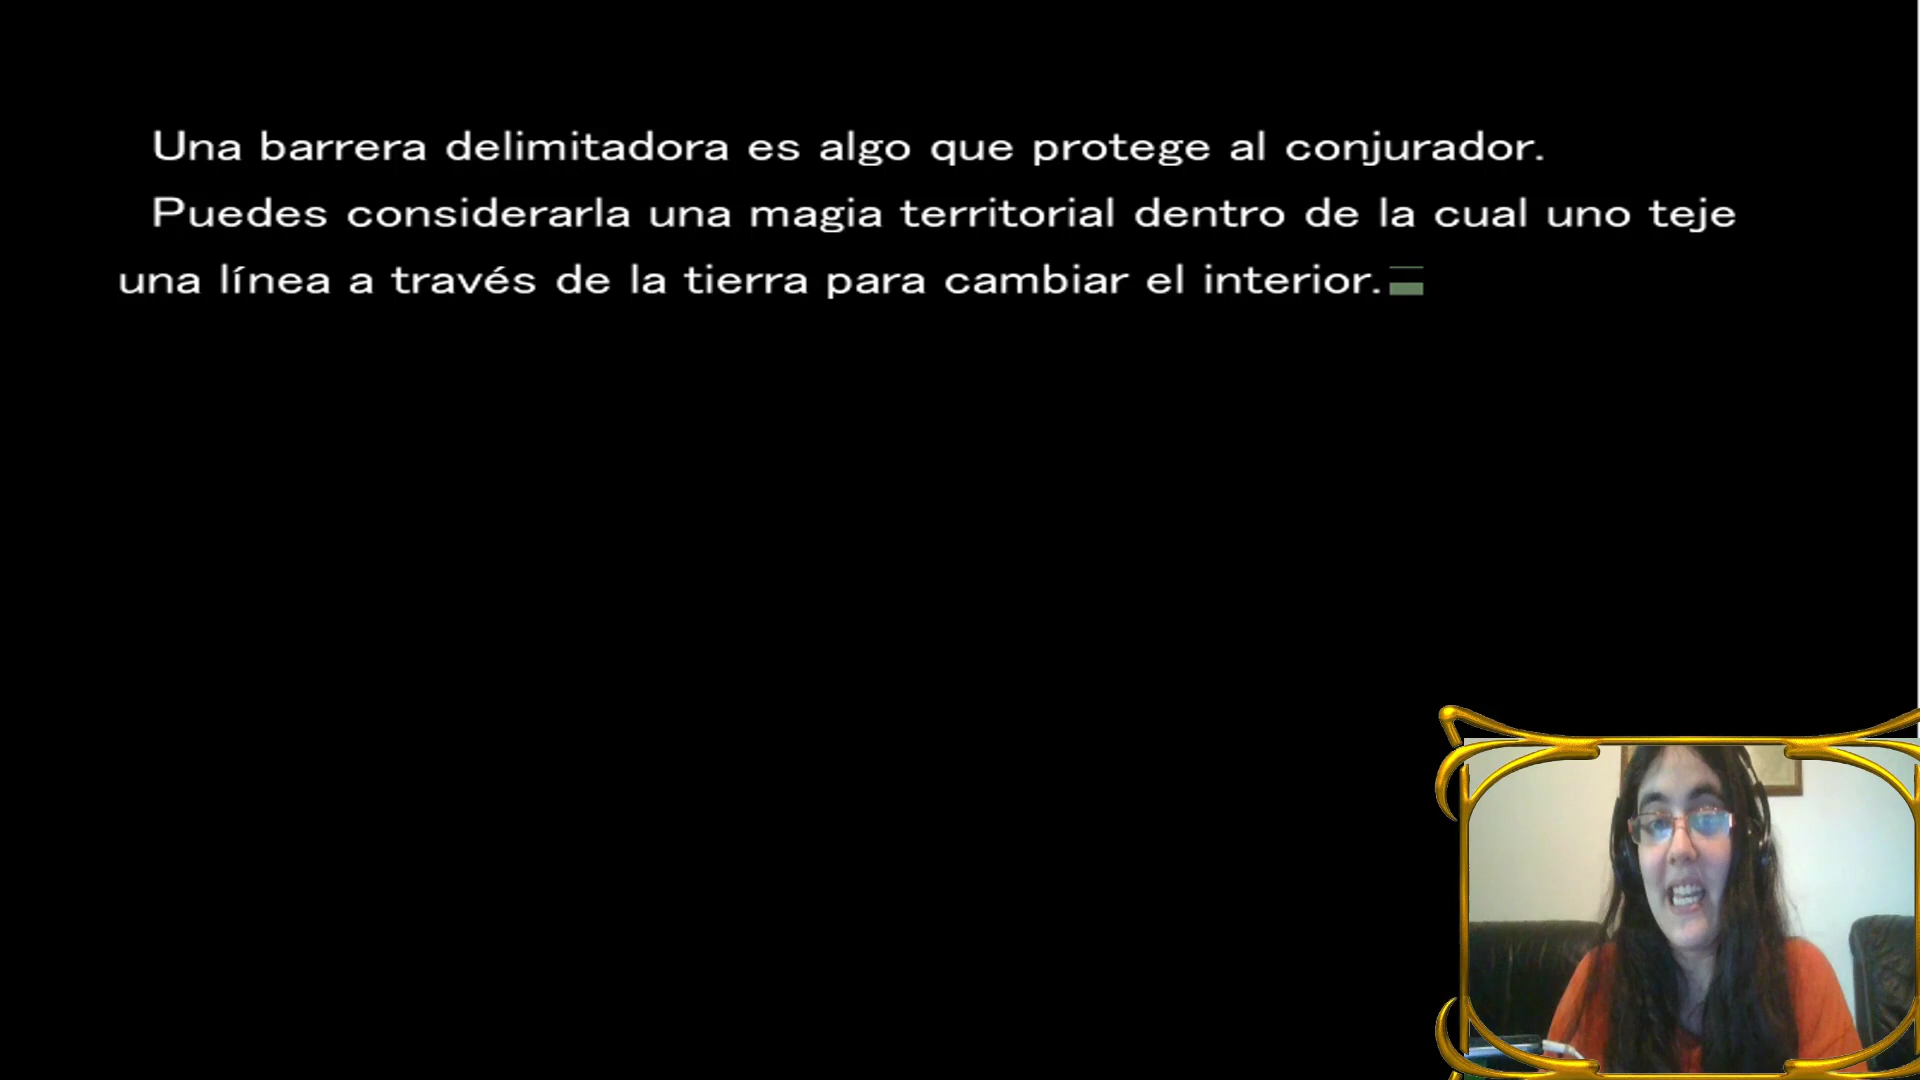 Una barrera delimitadora es algo que protege al conjurador.
Puedes considerarla una magia territorial dentro de la cual uno teje
una línea a través de la tierra para cambiar el interior.